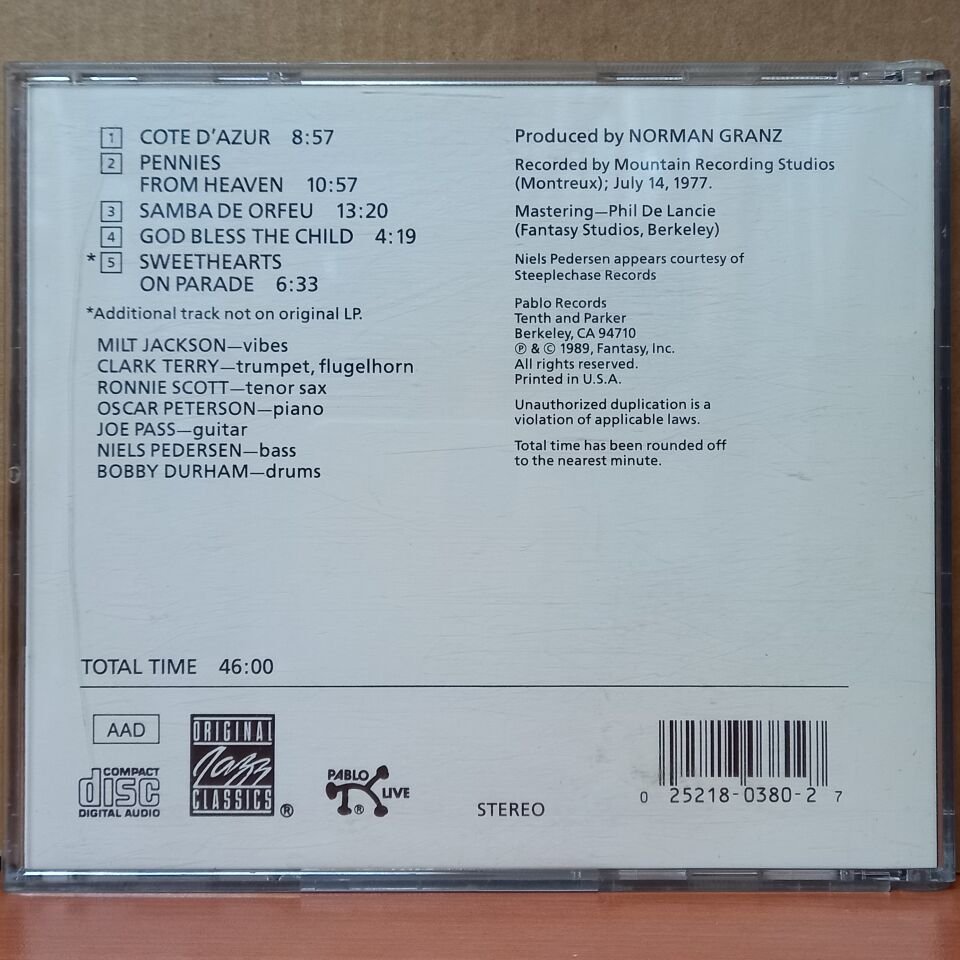 1 COTE D'AZUR 8:57
2 PENNIES
FROM HEAVEN 10:57
3 SAMBA DE ORFEU 13:20
4 GOD BLESS THE CHILD 4:19
* 5 SWEETHEARTS
ON PARADE 6:33
*Additional track not on original LP.
MILT JACKSON—vibes
CLARK TERRY—trumpet, flugelhorn
RONNIE SCOTT—tenor sax
OSCAR PETERSON—piano
JOE PASS—guitar
NIELS PEDERSEN—bass
BOBBY DURHAM—drums
Produced by NORMAN GRANZ
Recorded by Mountain Recording Studios
(Montreux); July 14, 1977.
Mastering—Phil De Lancie
(Fantasy Studios, Berkeley)
Niels Pedersen appears courtesy of
Steeplechase Records
Pablo Records
Tenth and Parker
Berkeley, CA 94710
℗ & © 1989, Fantasy, Inc.
All rights reserved.
Printed in U.S.A.
Unauthorized duplication is a
violation of applicable laws.
Total time has been rounded off
to the nearest minute.
TOTAL TIME 46:00
AAD
COMPACT
disc
DIGITAL AUDIO
ORIGINAL
Jazz
CLASSICS ®
PABLO
LIVE
®
STEREO
0 25218-0380-2 7